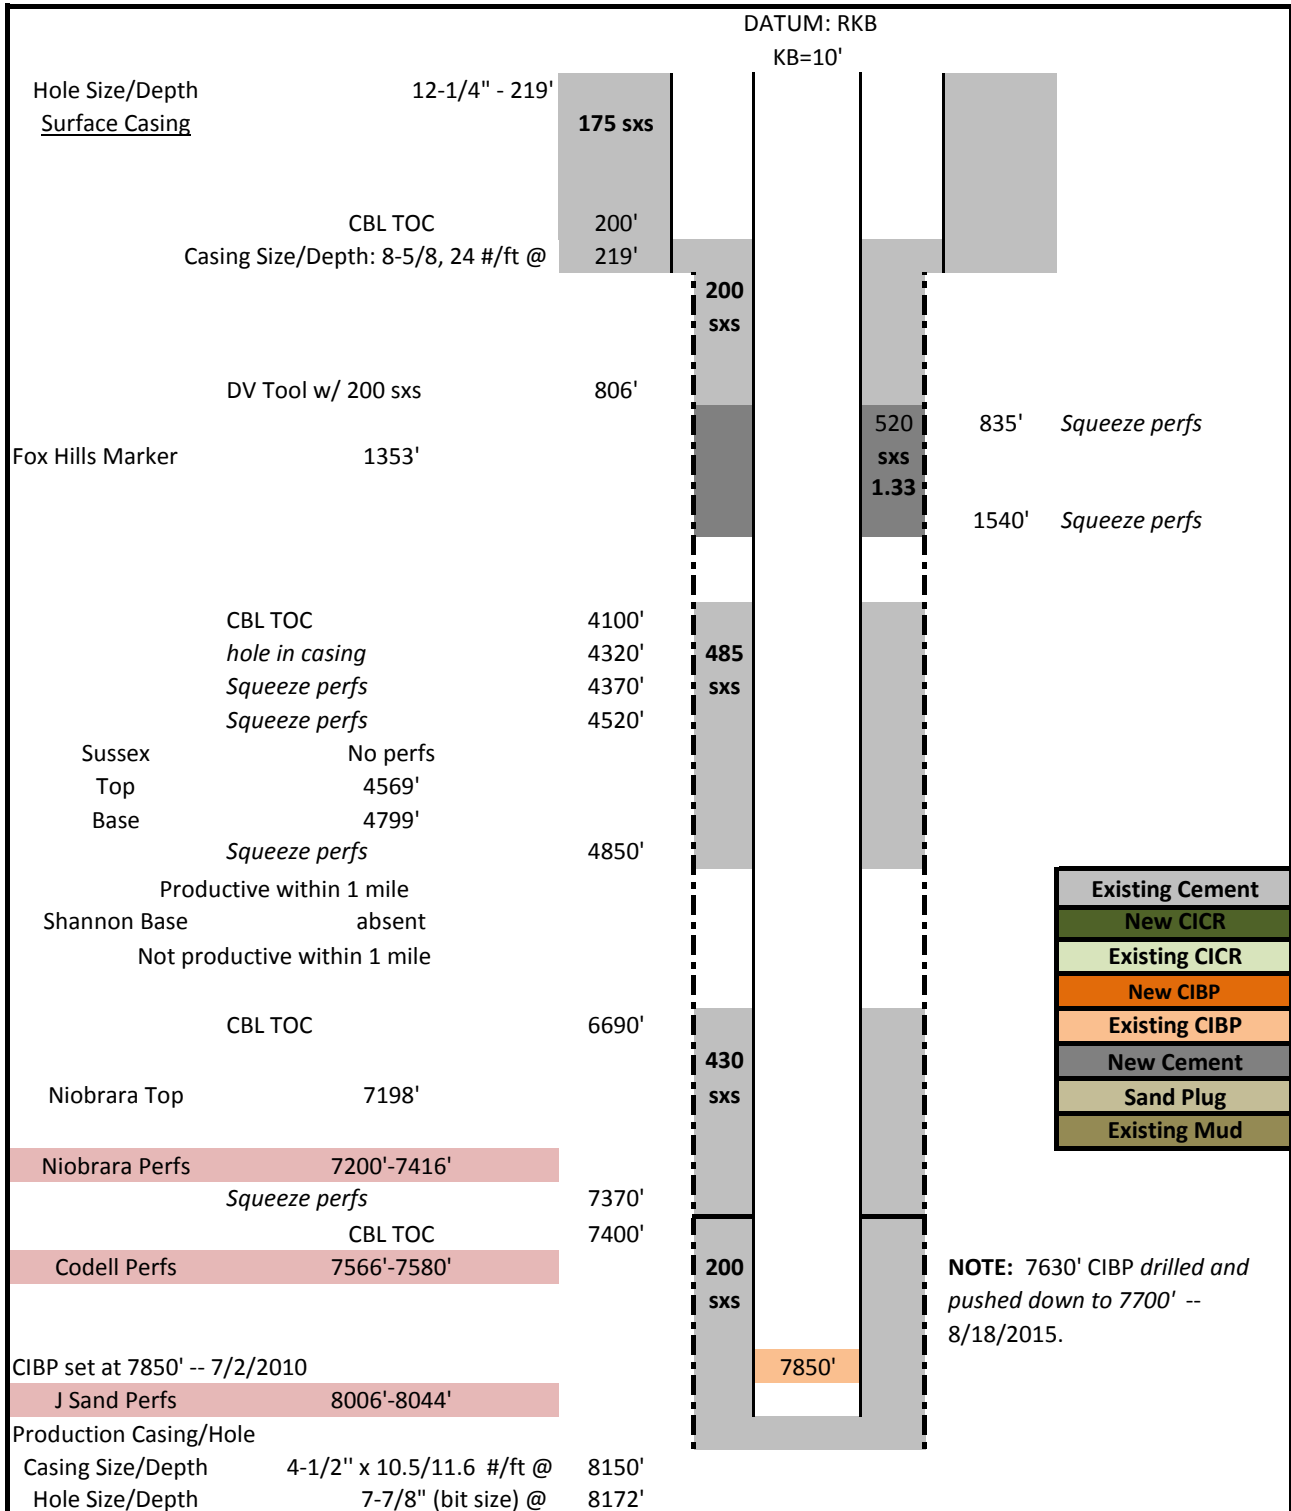 DATUM: RKB
KB=10'
Hole Size/Depth 12-1/4" - 219'
Surface Casing 175 sxs
CBL TOC 200'
Casing Size/Depth: 8-5/8, 24 #/ft @ 219'
200
sxs
DV Tool w/ 200 sxs 806'
520 835' Squeeze perfs
Fox Hills Marker 1353' sxs
1.33
1540' Squeeze perfs
CBL TOC 4100'
hole in casing 4320' 485
Squeeze perfs 4370' sxs
Squeeze perfs 4520'
Sussex No perfs
Top 4569'
Base 4799'
Squeeze perfs 4850'
Productive within 1 mile Existing Cement
Shannon Base absent New CICR
Not productive within 1 mile Existing CICR
New CIBP
CBL TOC 6690' Existing CIBP
430 New Cement
Niobrara Top 7198' sxs Sand Plug
Existing Mud
Niobrara Perfs 7200'-7416'
Squeeze perfs 7370'
CBL TOC 7400'
Codell Perfs 7566'-7580' 200 NOTE: 7630' CIBP drilled and
sxs pushed down to 7700' --
8/18/2015.
CIBP set at 7850' -- 7/2/2010 7850'
J Sand Perfs 8006'-8044'
Production Casing/Hole
Casing Size/Depth 4-1/2" x 10.5/11.6 #/ft @ 8150'
Hole Size/Depth 7-7/8" (bit size) @ 8172'